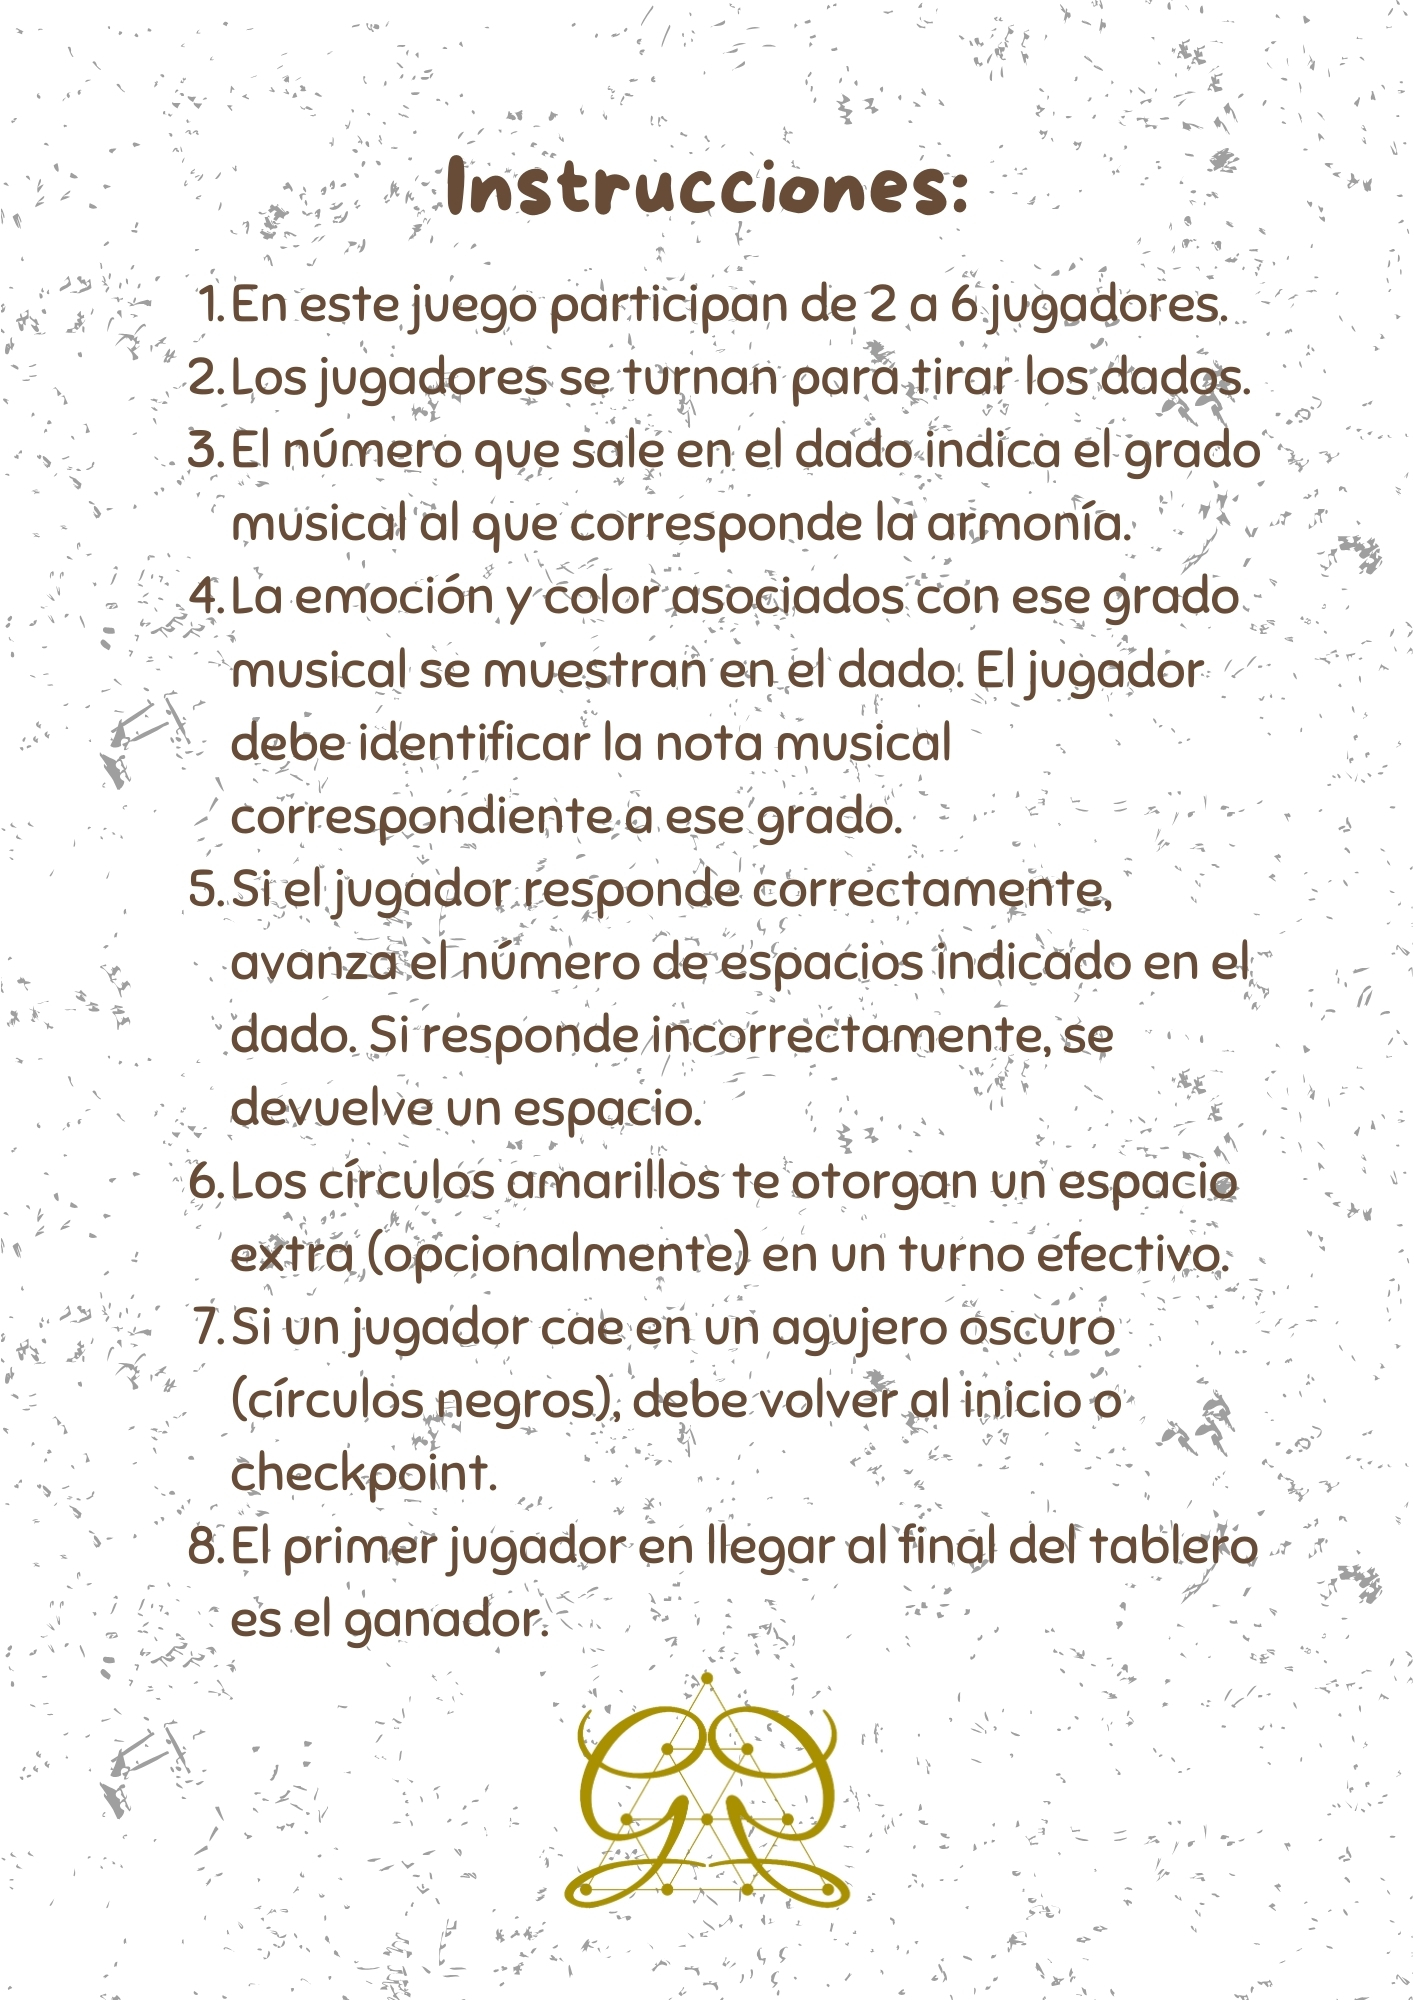 Instrucciones:
1. En este juego participan de 2 a 6 jugadores.
2. Los jugadores se turnan para tirar los dados.
3. El número que sale en el dado indica el grado
musical al que corresponde la armonía.
4. La emoción y color asociados con ese grado
musical se muestran en el dado. El jugador
debe identificar la nota musical
correspondiente a ese grado.
5. Si el jugador responde correctamente,
avanza el número de espacios indicado en el
dado. Si responde incorrectamente, se
devuelve un espacio.
6. Los círculos amarillos te otorgan un espacio
extra (opcionalmente) en un turno efectivo.
7. Si un jugador cae en un agujero oscuro
(círculos negros), debe volver al inicio o
checkpoint.
8. El primer jugador en llegar al final del tablero
es el ganador.